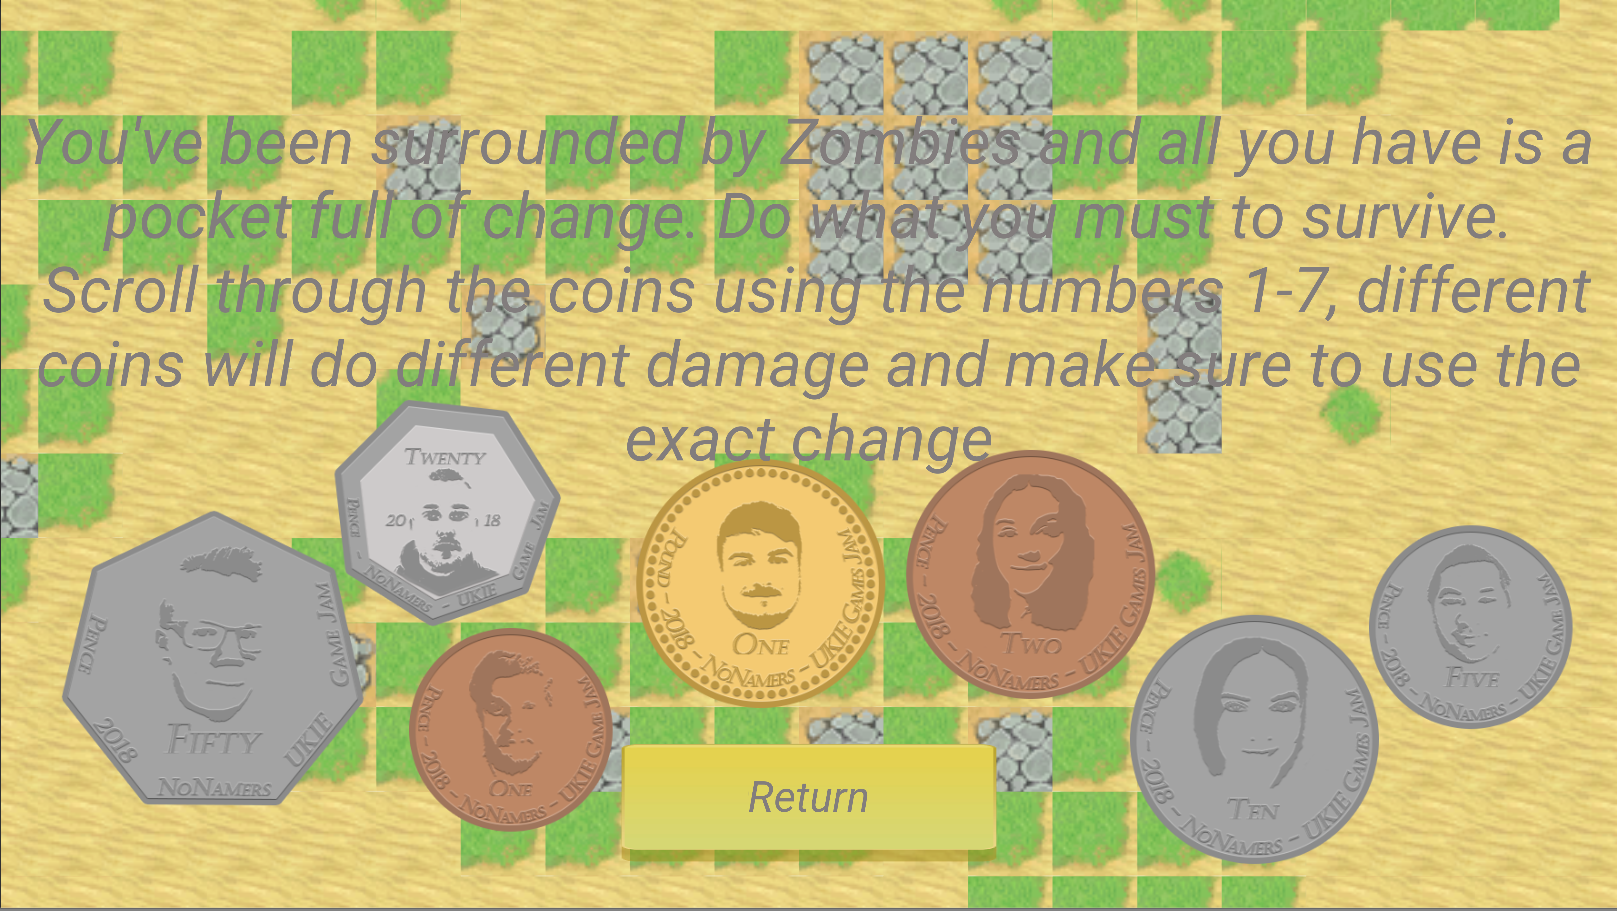 You've been surrounded by Zombies and all you have is a
pocket full of change. Do what you must to survive.
Scroll through the coins using the numbers 1-7, different
coins will do different damage and make sure to use the
exact change
TWENTY
20 18
PENCE - NONAMERS - UKIE GAME JAM
FIFTY
PENCE 2018 NONAMERS UKIE GAME JAM
ONE
PENCE - 2018 - NONAMERS - UKIE GAME JAM
ONE
POUND - 2018 - NONAMERS - UKIE GAMES JAM
TWO
PENCE - 2018 - NONAMERS - UKIE GAMES JAM
TEN
PENCE - 2018 - NONAMERS - UKIE GAMES JAM
FIVE
PENCE - 2018 - NONAMERS - UKIE GAME JAM
Return